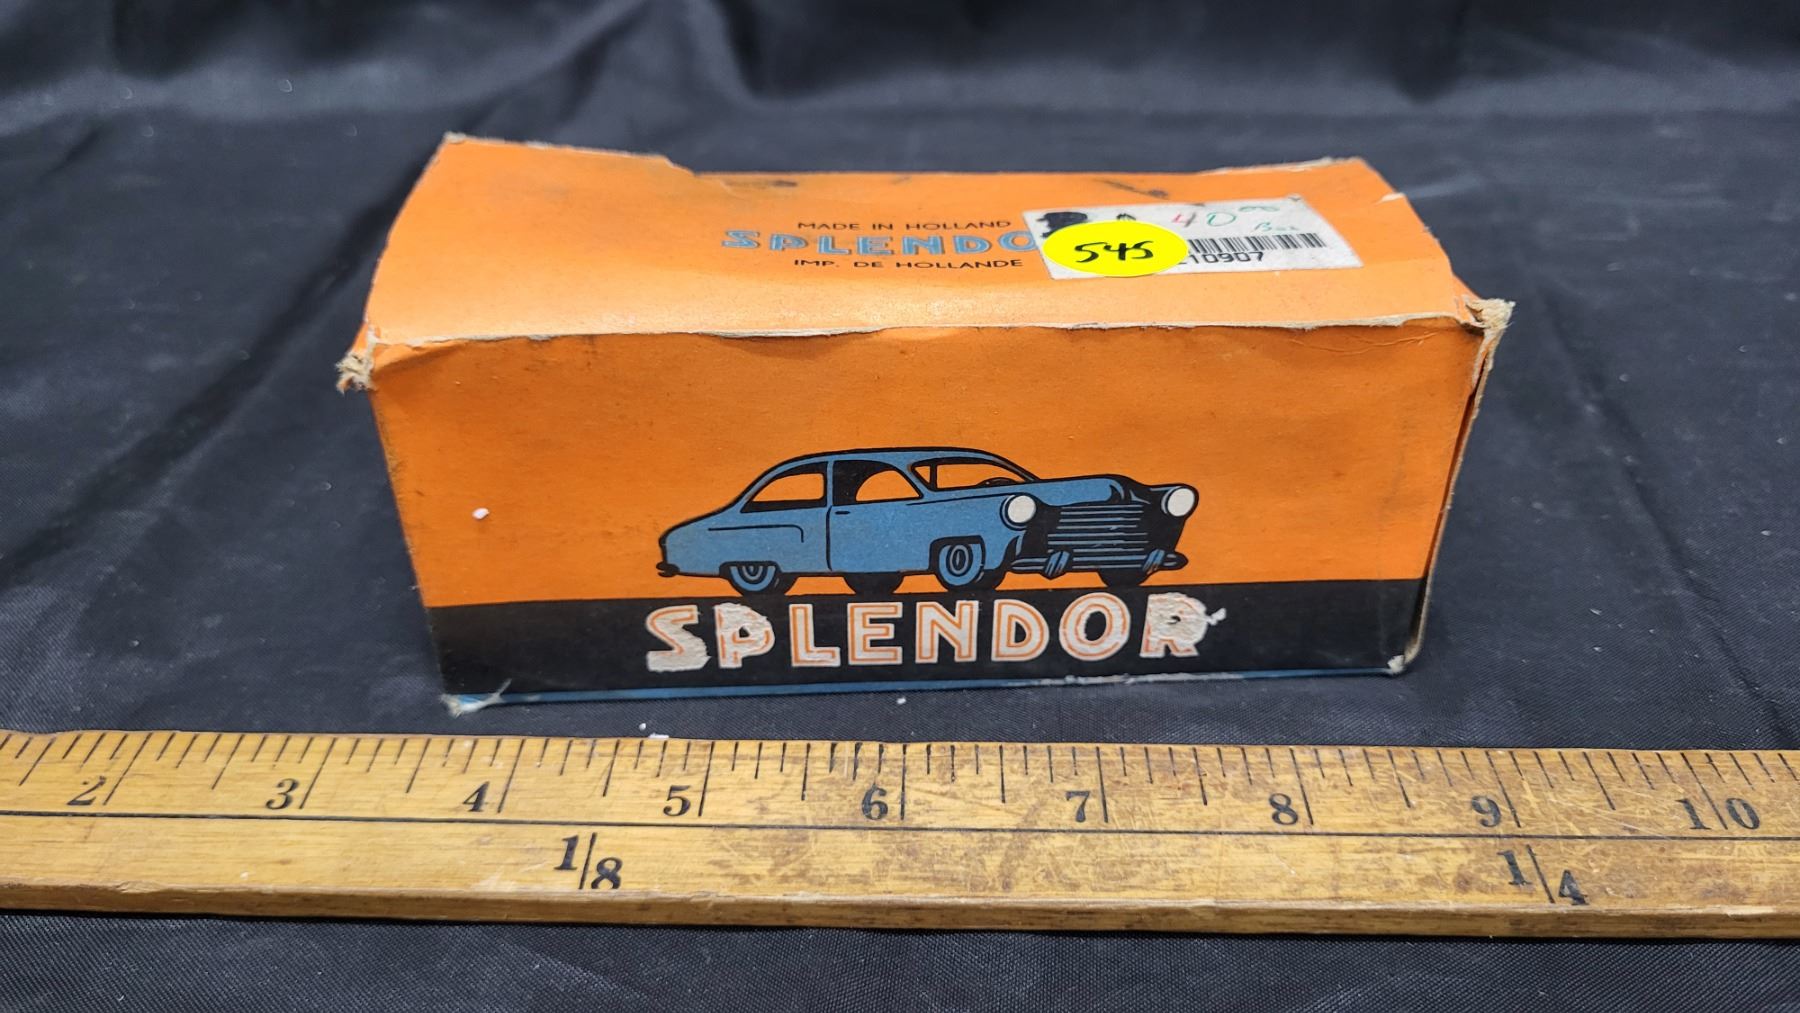 MADE IN HOLLAND
SPLENDO
IMP. DE HOLLANDE
40
545
10907
SPLENDOR
2 3 4 5 6 7 8 9 10
1/8 1/4